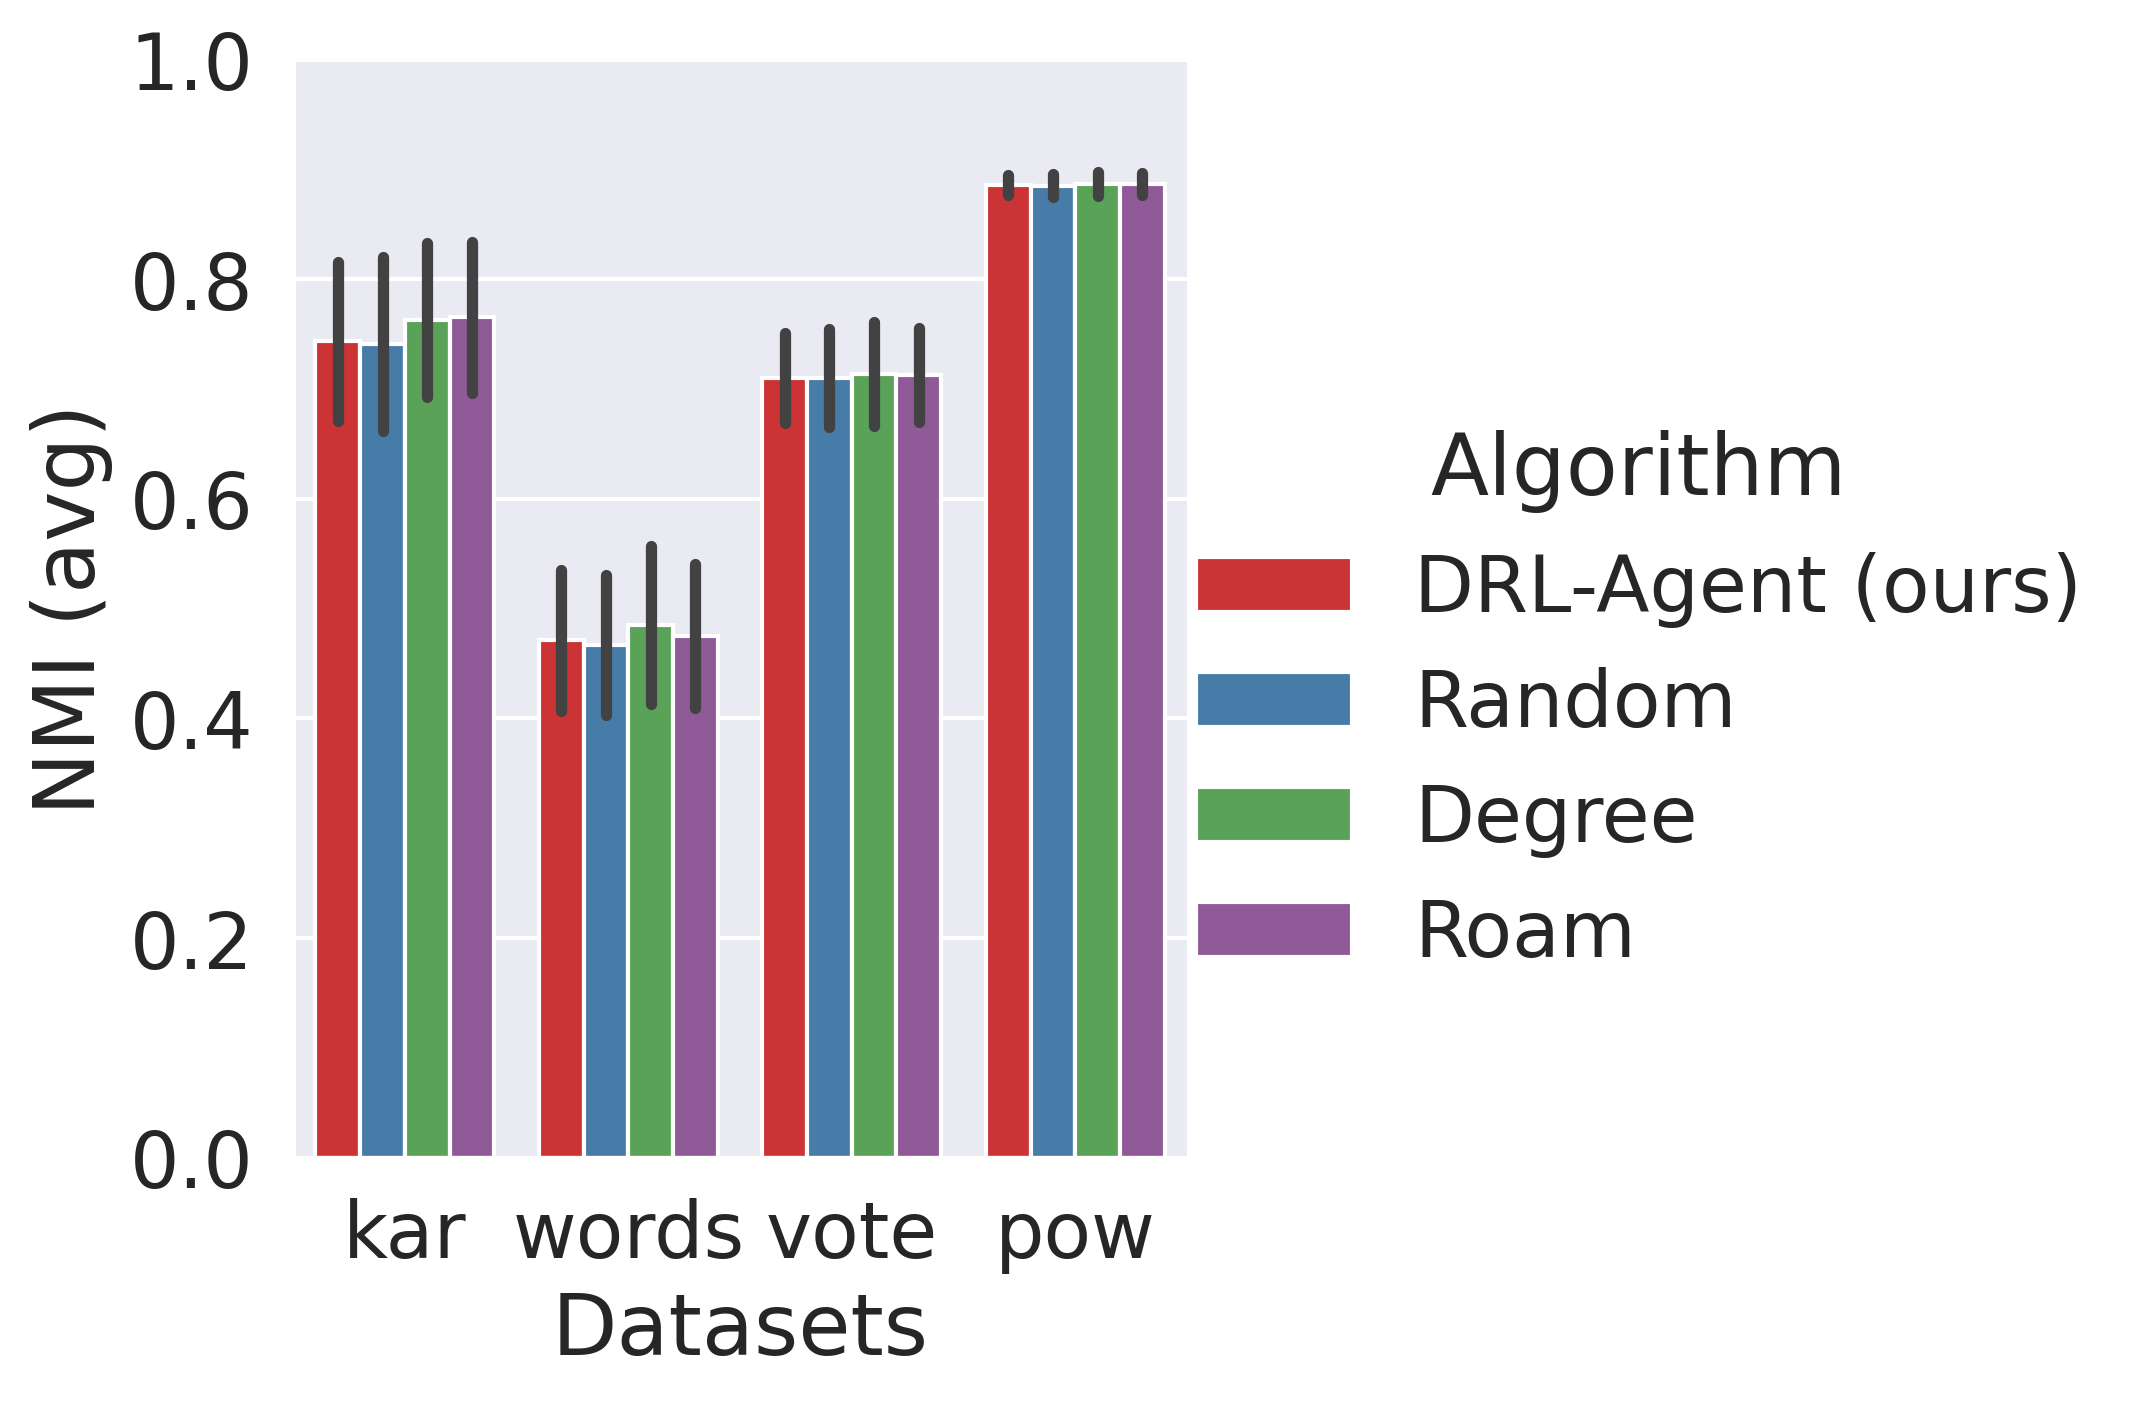 1.0
0.8
0.6
0.4
0.2
0.0
NMI (avg)
kar words vote pow
Datasets
Algorithm
DRL-Agent (ours)
Random
Degree
Roam